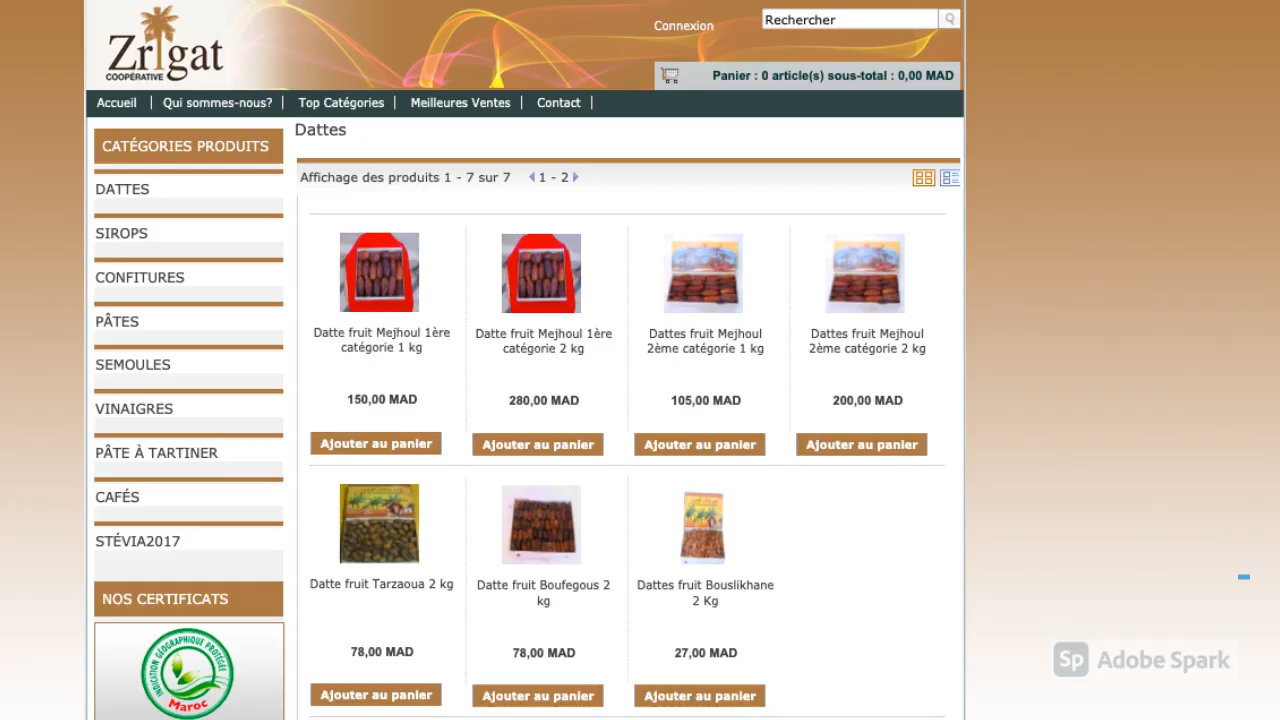 Zrigat
COOPÉRATIVE
Connexion
Rechercher
Panier : 0 article(s) sous-total : 0,00 MAD
Accueil | Qui sommes-nous? | Top Catégories | Meilleures Ventes | Contact |
CATÉGORIES PRODUITS
DATTES
SIROPS
CONFITURES
PÂTES
SEMOULES
VINAIGRES
PÂTE À TARTINER
CAFÉS
STÉVIA2017
NOS CERTIFICATS
INDICATION GÉOGRAPHIQUE PROTÉGÉE
Maroc
Dattes
Affichage des produits 1 - 7 sur 7 1 - 2
Datte fruit Mejhoul 1ère
catégorie 1 kg
150,00 MAD
Ajouter au panier
Datte fruit Mejhoul 1ère
catégorie 2 kg
280,00 MAD
Ajouter au panier
Dattes fruit Mejhoul
2ème catégorie 1 kg
105,00 MAD
Ajouter au panier
Dattes fruit Mejhoul
2ème catégorie 2 kg
200,00 MAD
Ajouter au panier
Datte fruit Tarzaoua 2 kg
78,00 MAD
Ajouter au panier
Datte fruit Boufegous 2
kg
78,00 MAD
Ajouter au panier
Dattes fruit Bouslikhane
2 Kg
27,00 MAD
Ajouter au panier
Sp Adobe Spark